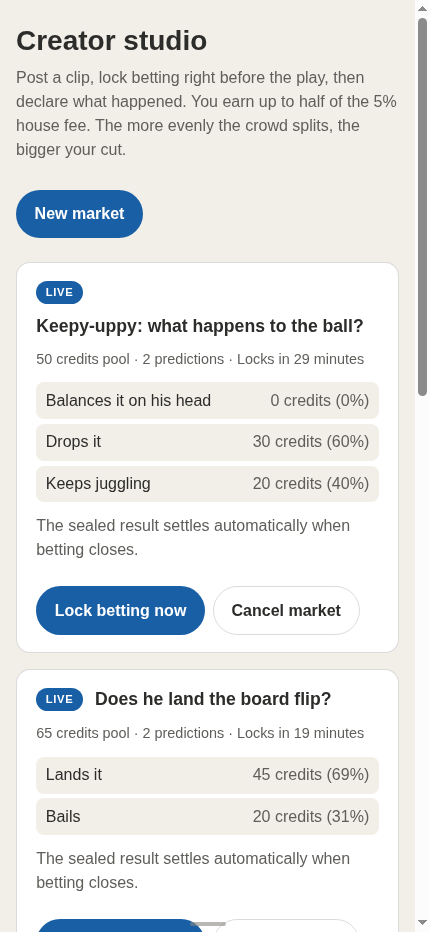 Creator studio
Post a clip, lock betting right before the play, then
declare what happened. You earn up to half of the 5%
house fee. The more evenly the crowd splits, the
bigger your cut.
New market
LIVE
Keepy-uppy: what happens to the ball?
50 credits pool · 2 predictions · Locks in 29 minutes
Balances it on his head 0 credits (0%)
Drops it 30 credits (60%)
Keeps juggling 20 credits (40%)
The sealed result settles automatically when
betting closes.
Lock betting now Cancel market
LIVE Does he land the board flip?
65 credits pool · 2 predictions · Locks in 19 minutes
Lands it 45 credits (69%)
Bails 20 credits (31%)
The sealed result settles automatically when
betting closes.